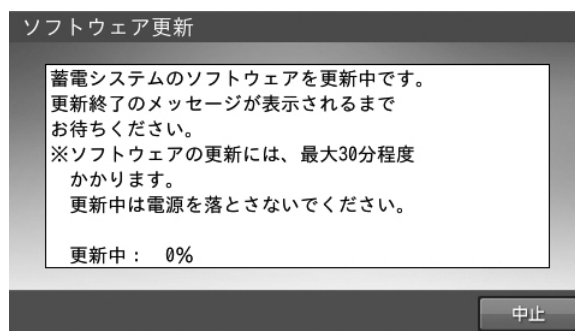 ソフトウェア更新
蓄電システムのソフトウェアを更新中です。
更新終了のメッセージが表示されるまで
お待ちください。
※ソフトウェアの更新には、最大30分程度
かかります。
更新中は電源を落とさないでください。
更新中： 0%
中止